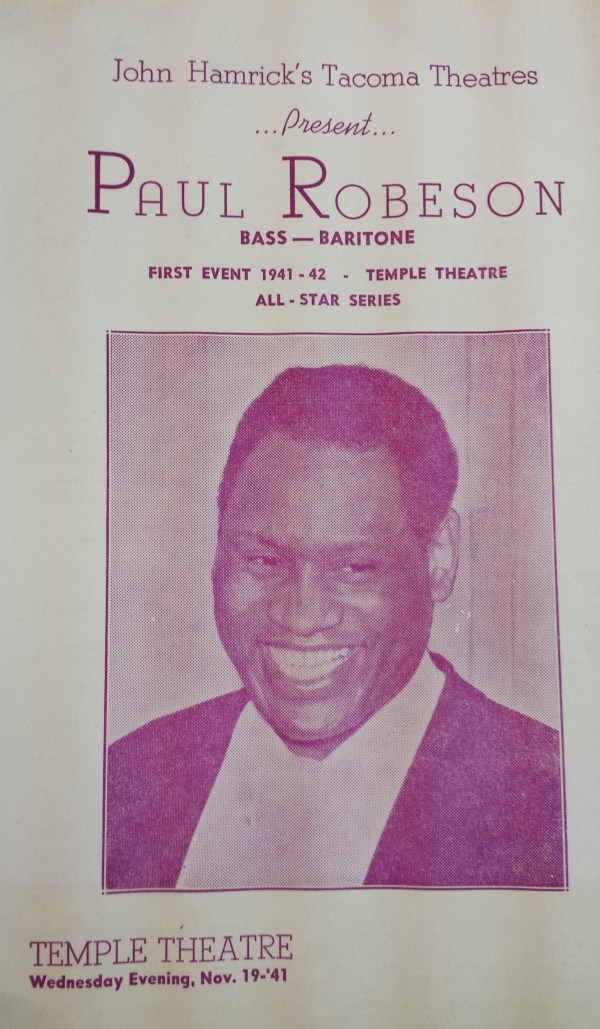 John Hamrick's Tacoma Theatres
...Present...
PAUL ROBESON
BASS — BARITONE
FIRST EVENT 1941 - 42 - TEMPLE THEATRE
ALL - STAR SERIES
TEMPLE THEATRE
Wednesday Evening, Nov. 19-'41